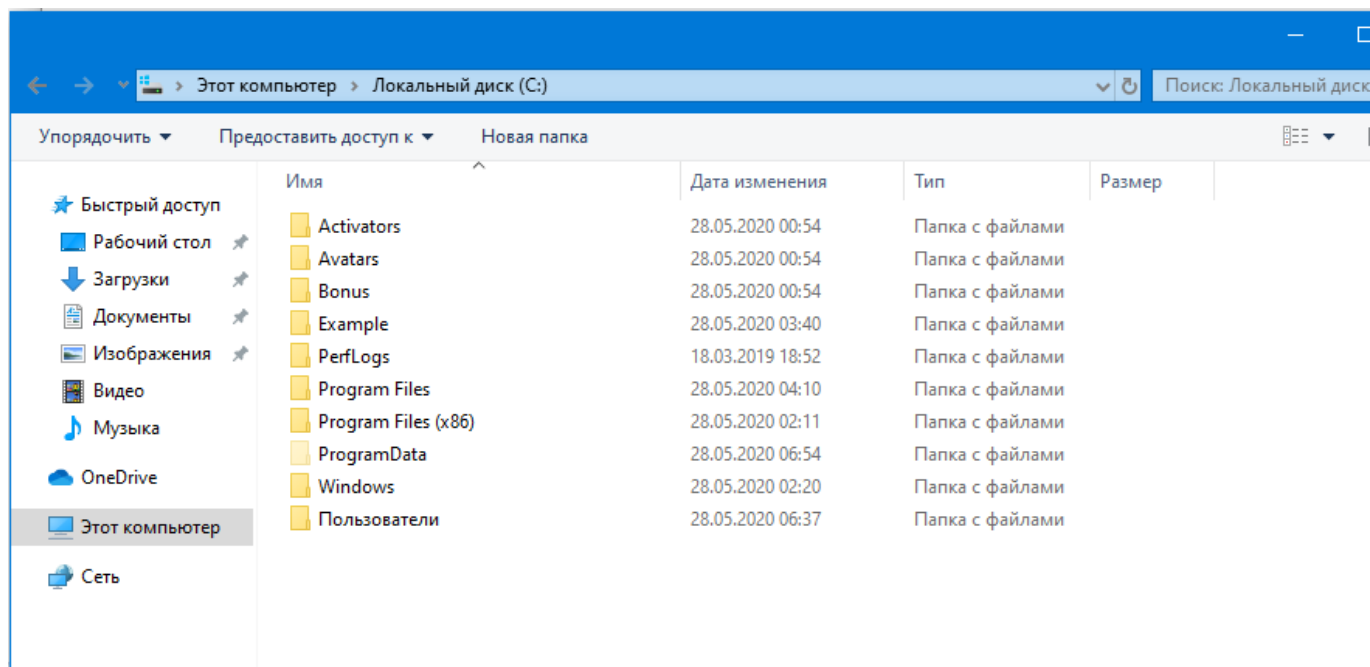 Этот компьютер > Локальный диск (C:) Поиск: Локальный диск
Упорядочить Предоставить доступ к Новая папка
Имя Дата изменения Тип Размер
Быстрый доступ
Рабочий стол
Загрузки
Документы
Изображения
Видео
Музыка
OneDrive
Этот компьютер
Сеть
Activators 28.05.2020 00:54 Папка с файлами
Avatars 28.05.2020 00:54 Папка с файлами
Bonus 28.05.2020 00:54 Папка с файлами
Example 28.05.2020 03:40 Папка с файлами
PerfLogs 18.03.2019 18:52 Папка с файлами
Program Files 28.05.2020 04:10 Папка с файлами
Program Files (x86) 28.05.2020 02:11 Папка с файлами
ProgramData 28.05.2020 06:54 Папка с файлами
Windows 28.05.2020 02:20 Папка с файлами
Пользователи 28.05.2020 06:37 Папка с файлами